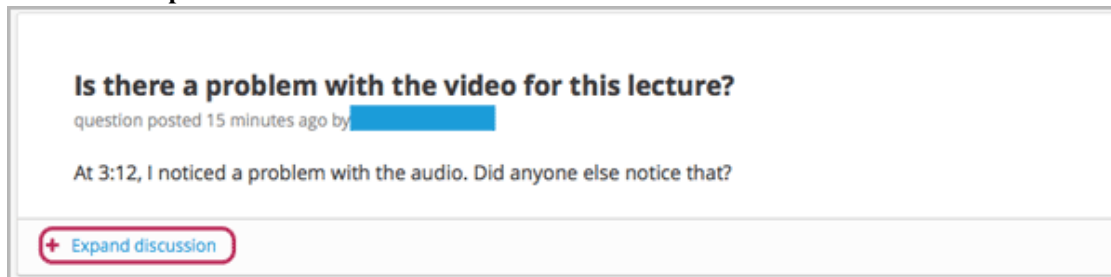 Is there a problem with the video for this lecture?
question posted 15 minutes ago by
At 3:12, I noticed a problem with the audio. Did anyone else notice that?
+ Expand discussion